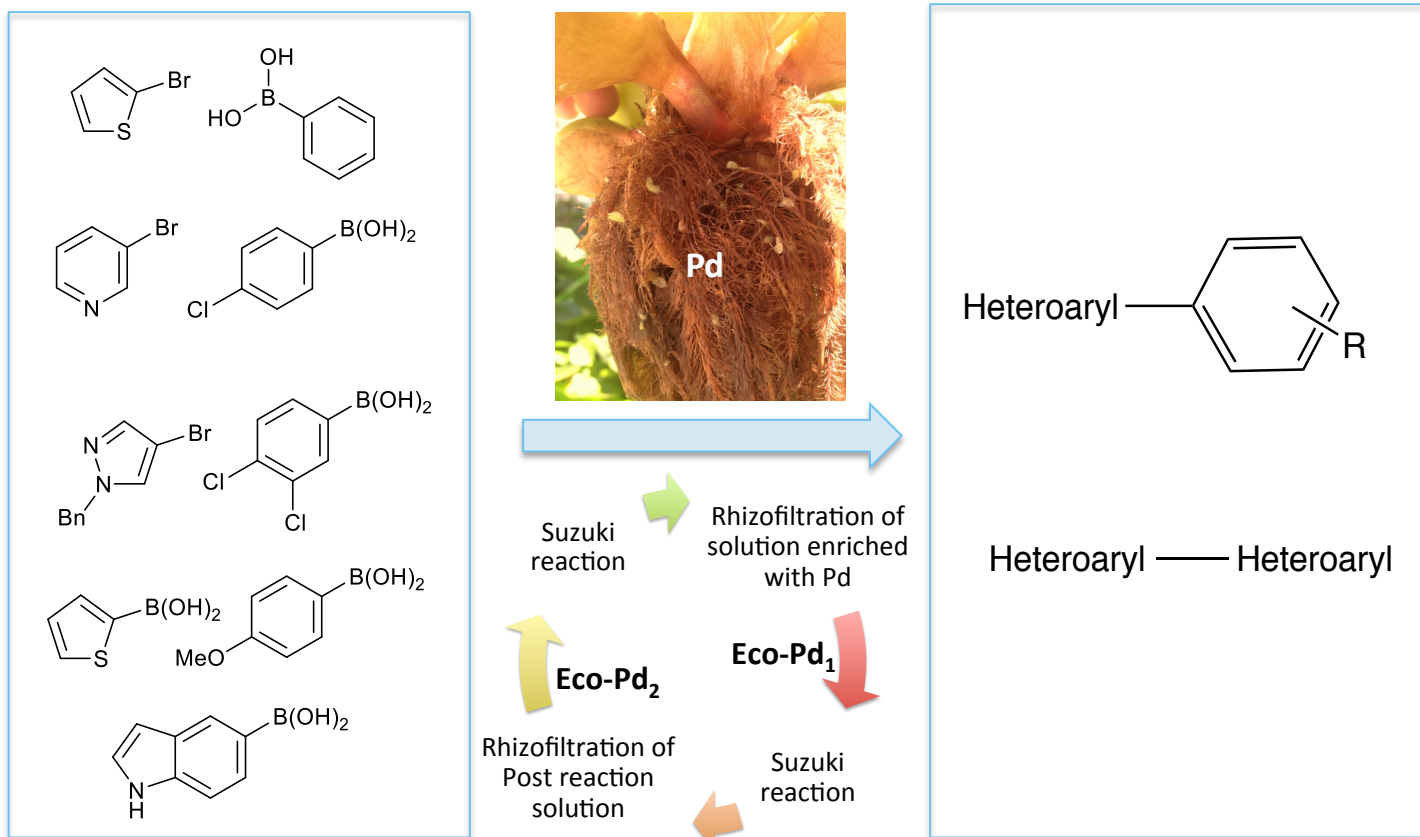 Br
S
OH
HO
B
Br
N
B(OH)2
Cl
N
N
Br
Bn
B(OH)2
Cl
Cl
B(OH)2
S
B(OH)2
MeO
B(OH)2
N
H
Pd
Suzuki
reaction
Rhizofiltration of
solution enriched
with Pd
Eco-Pd1
Eco-Pd2
Rhizofiltration of
Post reaction
solution
Suzuki
reaction
Heteroaryl
R
Heteroaryl — Heteroaryl